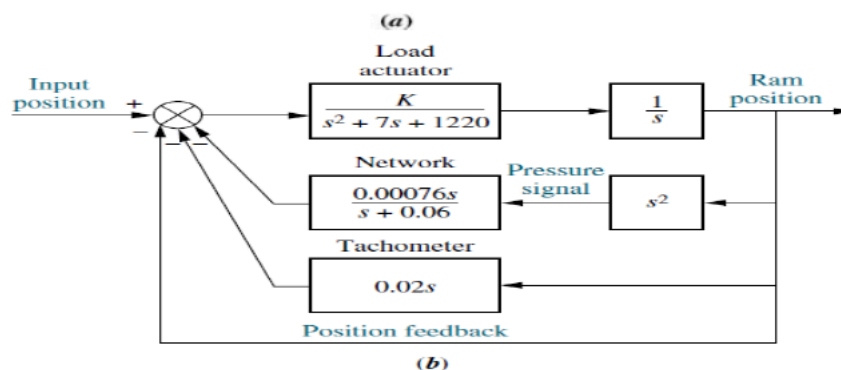 (a)
Load
actuator
Input
position
Ram
position
+
−
− −
K
s² + 7s + 1220
1
s
Network
Pressure
signal
0.00076s
s + 0.06
s²
Tachometer
0.02s
Position feedback
(b)